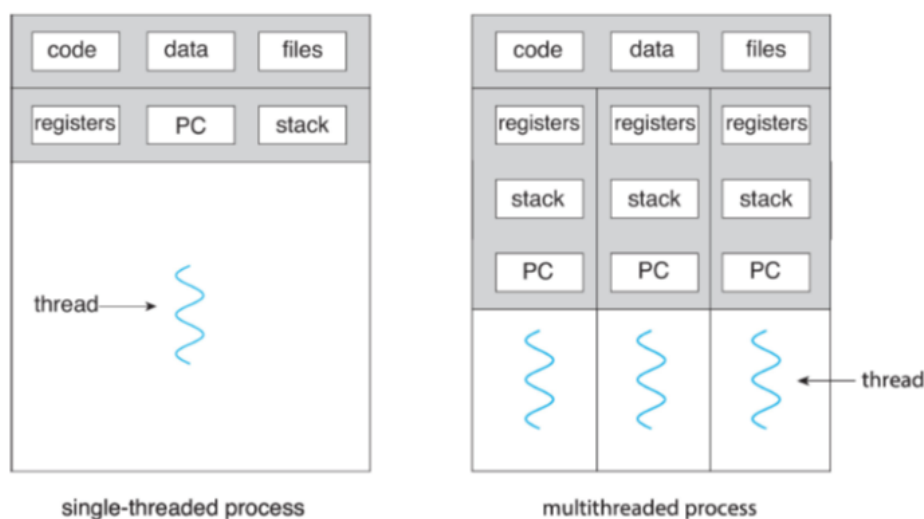 code data files code data files
registers PC stack registers registers registers
stack stack stack
PC PC PC
thread
thread
single-threaded process multithreaded process